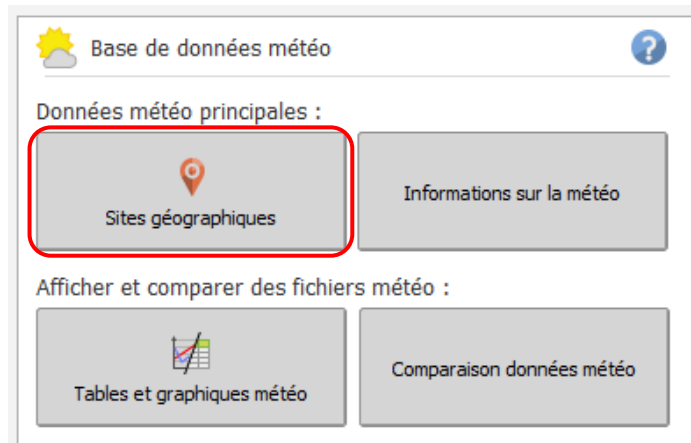 Base de données météo
?
Données météo principales :
Sites géographiques
Informations sur la météo
Afficher et comparer des fichiers météo :
Tables et graphiques météo
Comparaison données météo